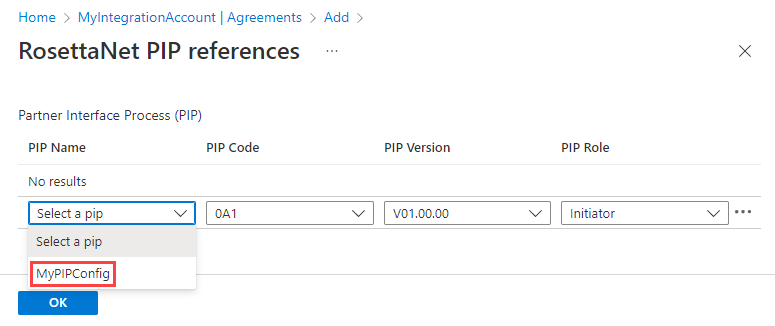 Home > MyIntegrationAccount | Agreements > Add >
RosettaNet PIP references ...
Partner Interface Process (PIP)
PIP Name PIP Code PIP Version PIP Role
No results
Select a pip 0A1 V01.00.00 Initiator ...
Select a pip
MyPIPConfig
OK